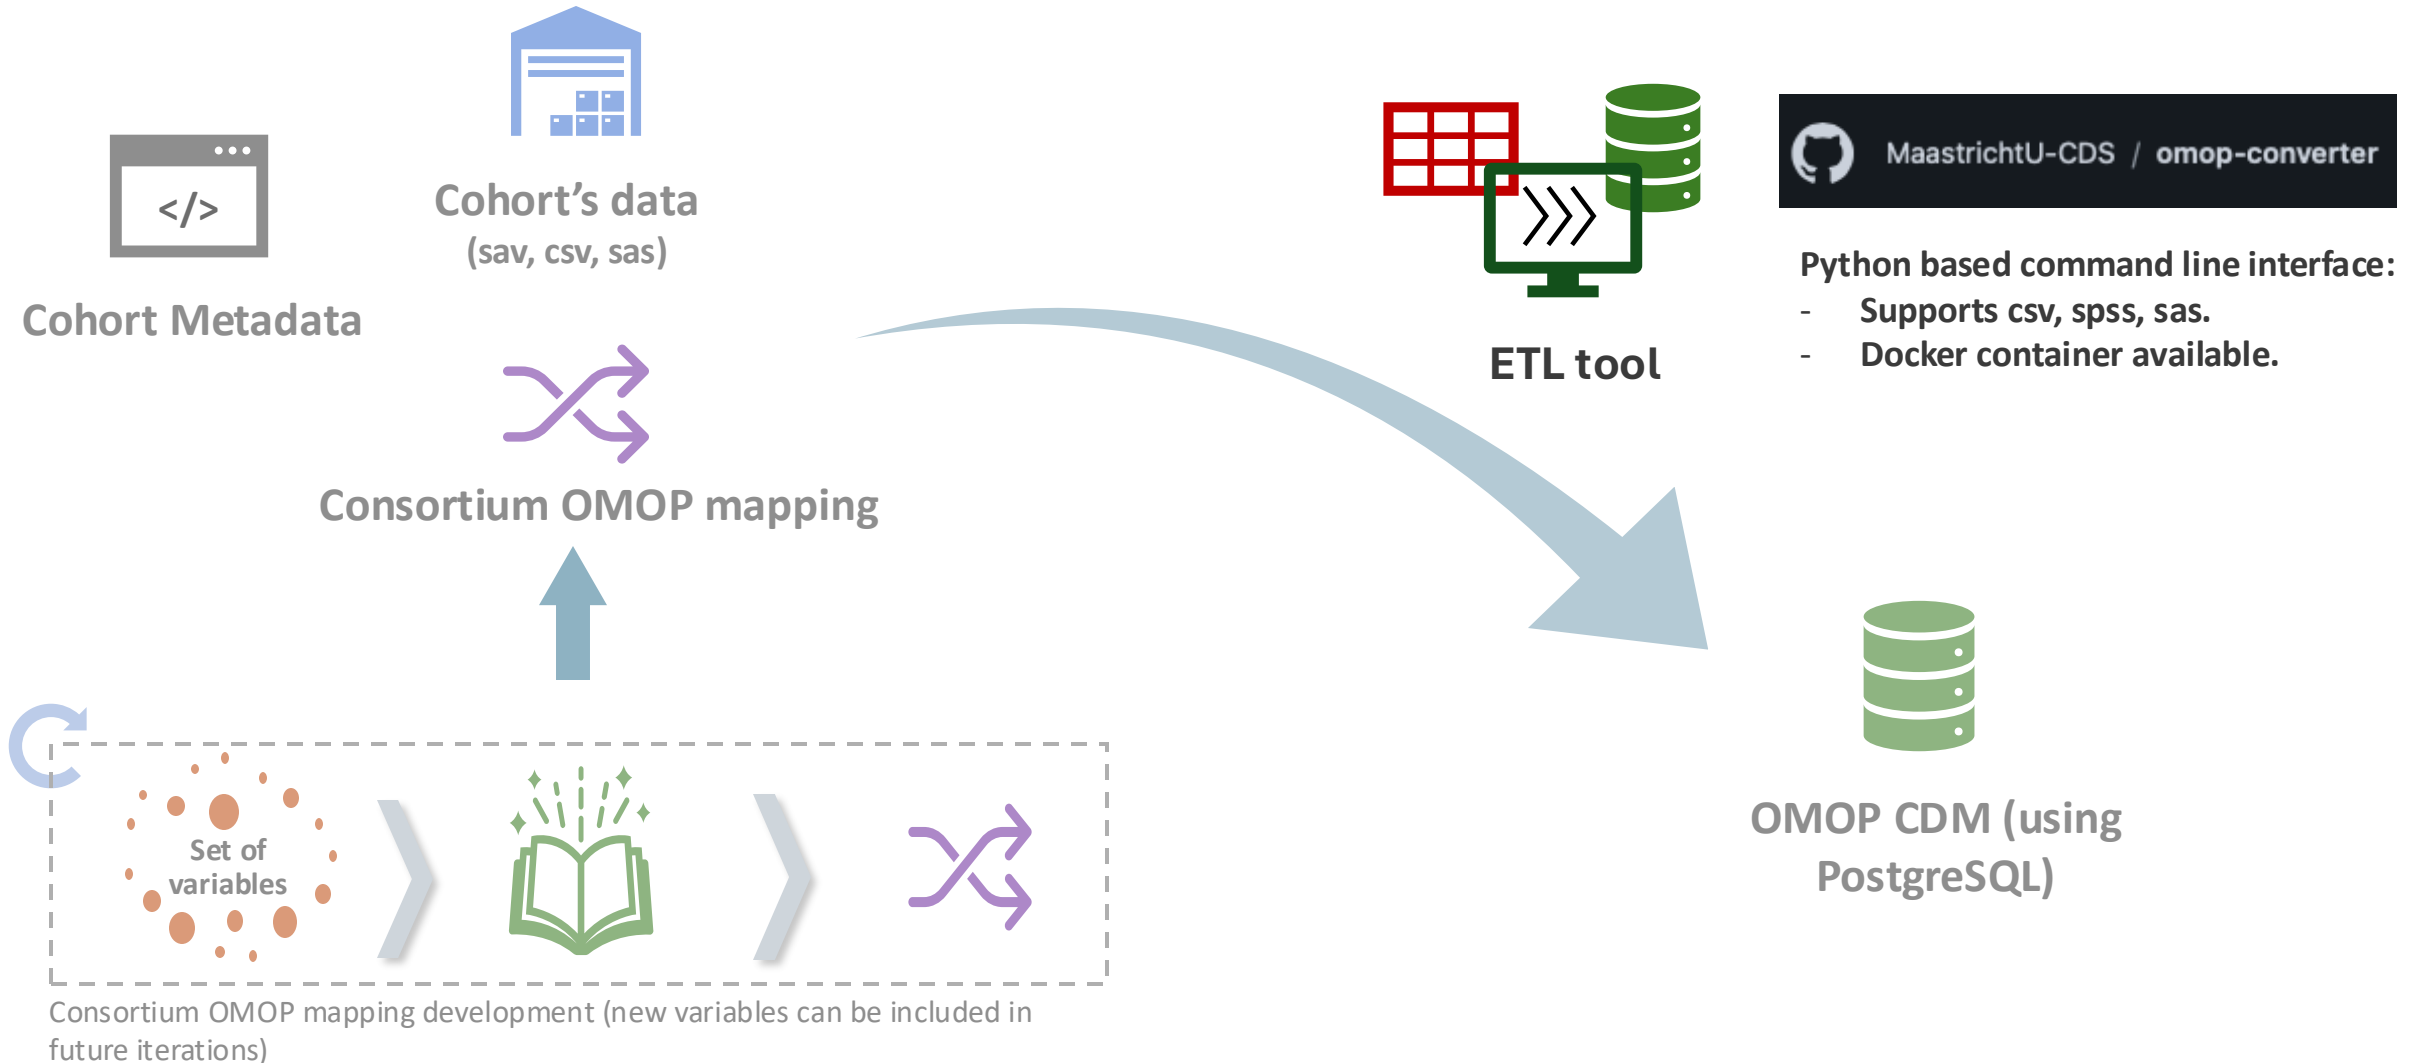 Cohort’s data
(sav, csv, sas)
</>
Cohort Metadata
Consortium OMOP mapping
MaastrichtU-CDS / omop-converter
Python based command line interface:
- Supports csv, spss, sas.
- Docker container available.
ETL tool
OMOP CDM (using
PostgreSQL)
Set of
variables
Consortium OMOP mapping development (new variables can be included in
future iterations)